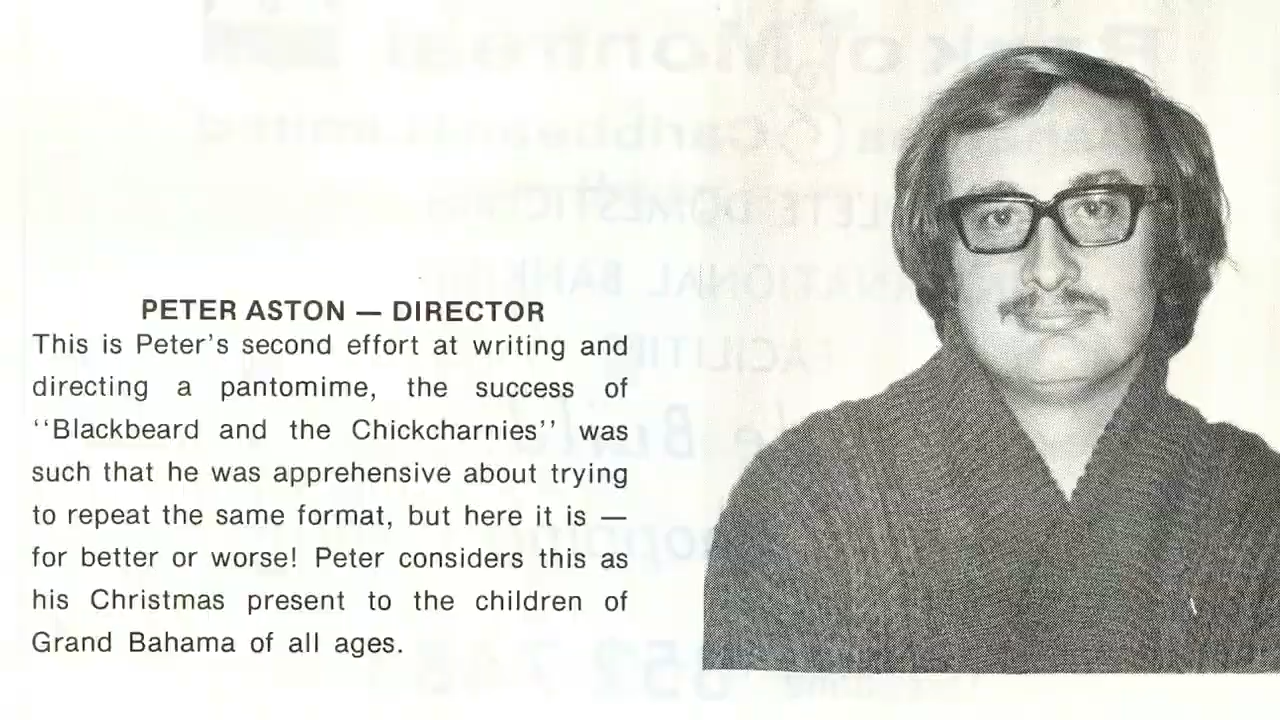 PETER ASTON — DIRECTOR
This is Peter's second effort at writing and
directing a pantomime, the success of
‘‘Blackbeard and the Chickcharnies’’ was
such that he was apprehensive about trying
to repeat the same format, but here it is —
for better or worse! Peter considers this as
his Christmas present to the children of
Grand Bahama of all ages.